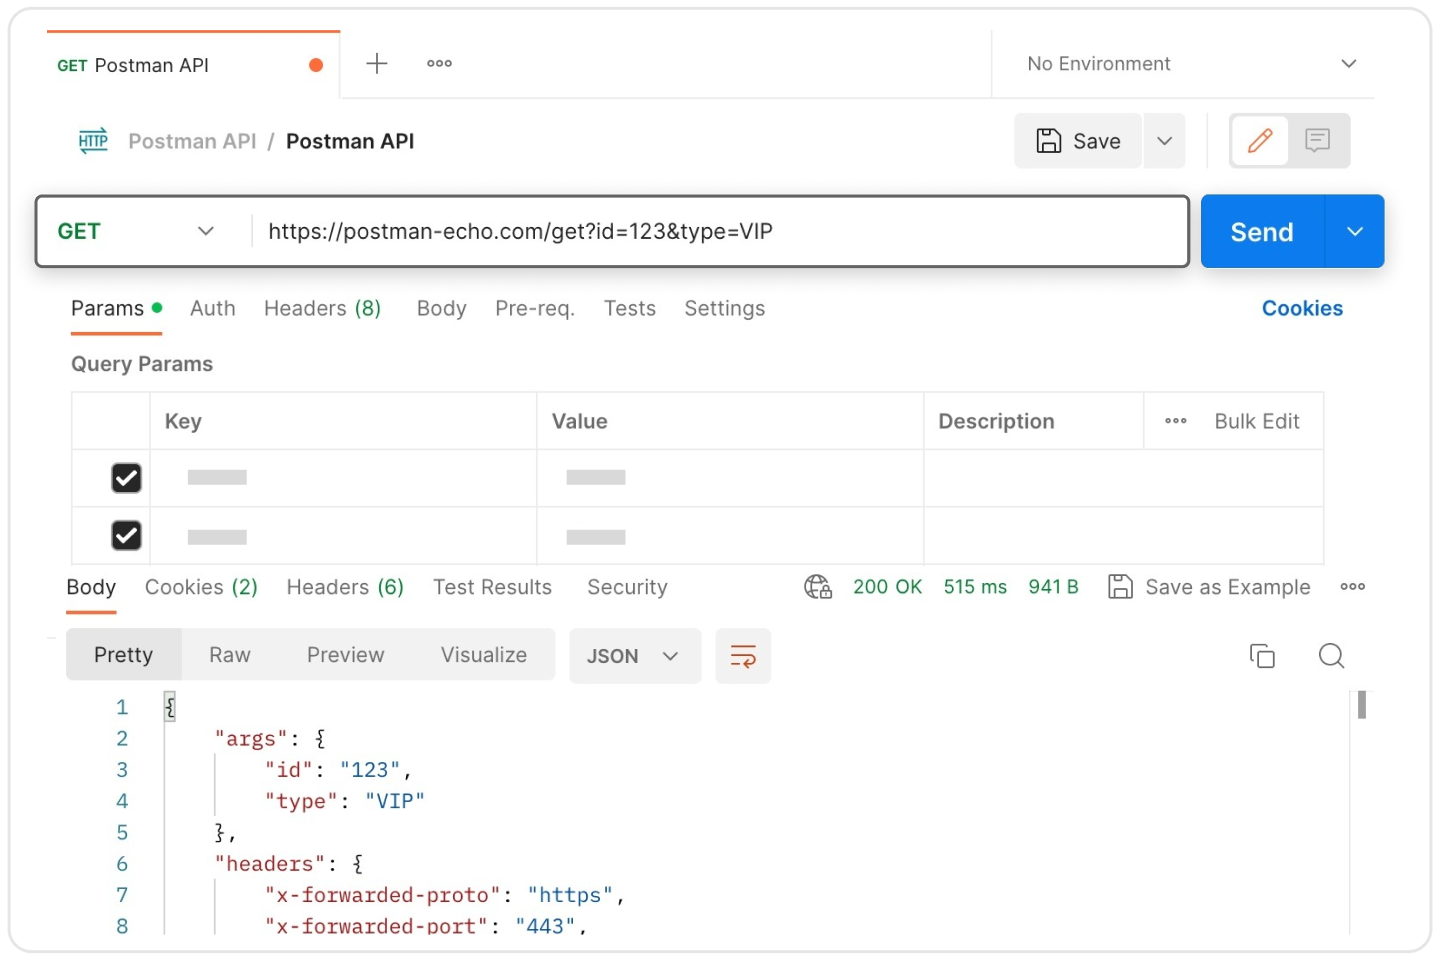 GET Postman API
No Environment
HTTP Postman API / Postman API
Save
GET https://postman-echo.com/get?id=123&type=VIP
Send
Params Auth Headers (8) Body Pre-req. Tests Settings Cookies
Query Params
Key Value Description Bulk Edit
Body Cookies (2) Headers (6) Test Results Security 200 OK 515 ms 941 B Save as Example
Pretty Raw Preview Visualize JSON
1 {
2 "args": {
3 "id": "123",
4 "type": "VIP"
5 },
6 "headers": {
7 "x-forwarded-proto": "https",
8 "x-forwarded-port": "443",